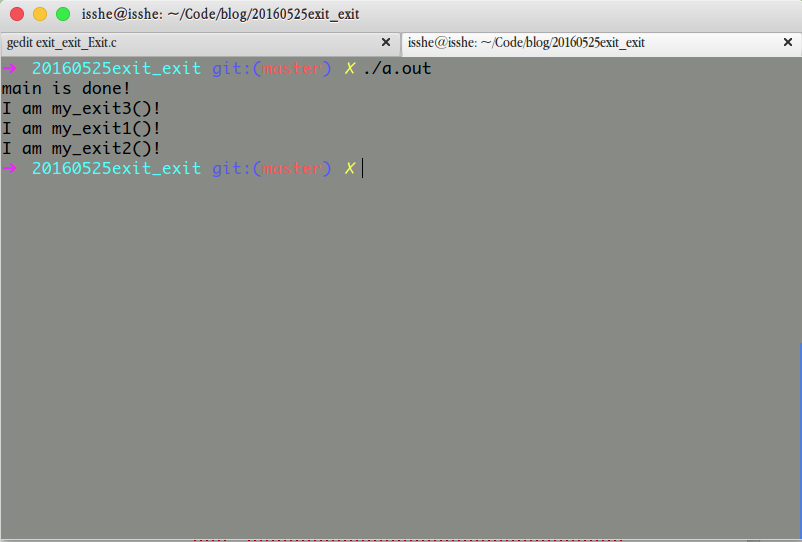 isshe@isshe: ~/Code/blog/20160525exit_exit
gedit exit_exit_Exit.c × isshe@isshe: ~/Code/blog/20160525exit_exit ×
→ 20160525exit_exit git:(master) ✗ ./a.out
main is done!
I am my_exit3()!
I am my_exit1()!
I am my_exit2()!
→ 20160525exit_exit git:(master) ✗